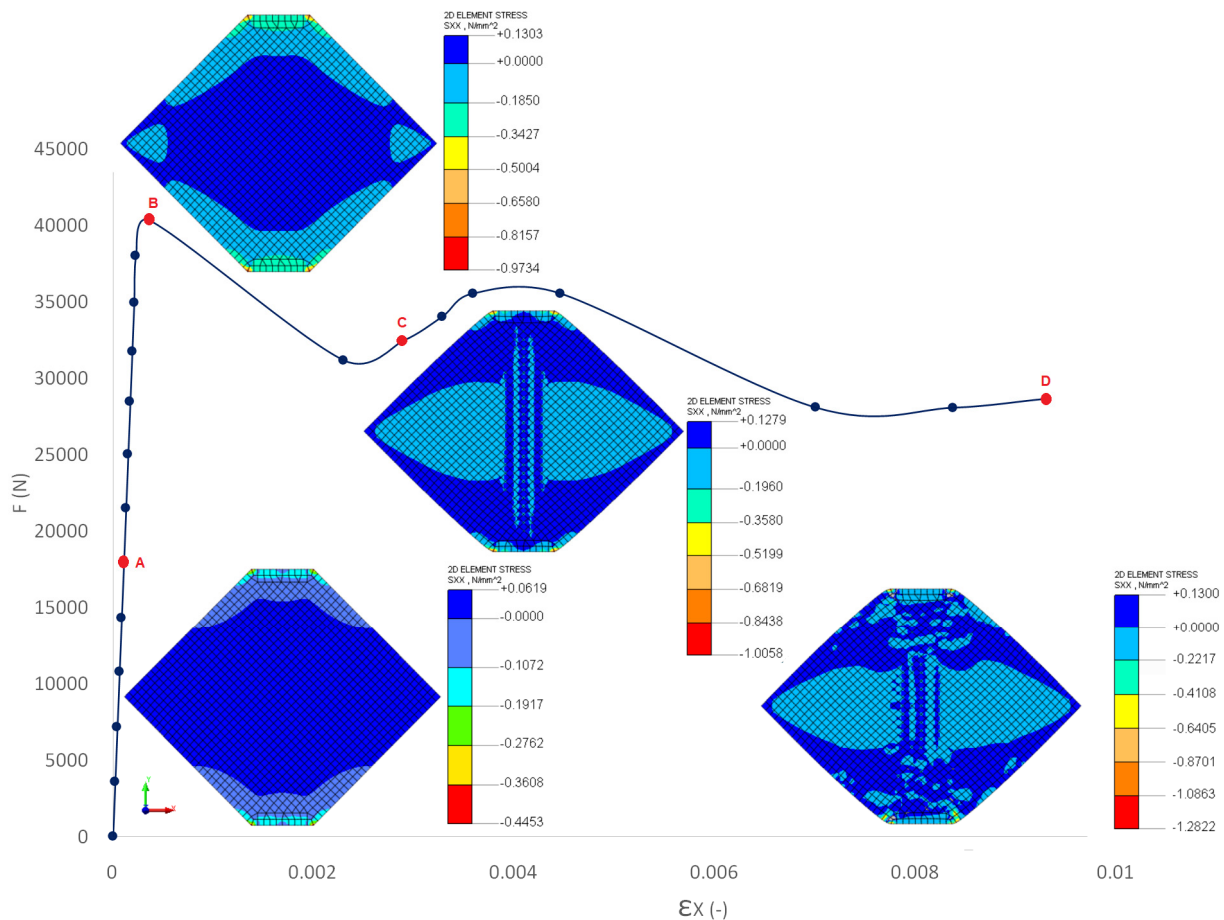 2D ELEMENT STRESS
SXX , N/mm^2
+0.1303
+0.0000
-0.1850
-0.3427
-0.5004
-0.6580
-0.8157
-0.9734
45000
40000
35000
30000
25000
20000
15000
10000
5000
0
F (N)
B
C
D
A
2D ELEMENT STRESS
SXX , N/mm^2
+0.1279
+0.0000
-0.1960
-0.3580
-0.5199
-0.6819
-0.8438
-1.0058
2D ELEMENT STRESS
SXX , N/mm^2
+0.0619
-0.0000
-0.1072
-0.1917
-0.2762
-0.3608
-0.4453
2D ELEMENT STRESS
SXX , N/mm^2
+0.1300
+0.0000
-0.2217
-0.4108
-0.6405
-0.8701
-1.0863
-1.2822
Y
X
0
0.002
0.004
0.006
0.008
0.01
εx (-)